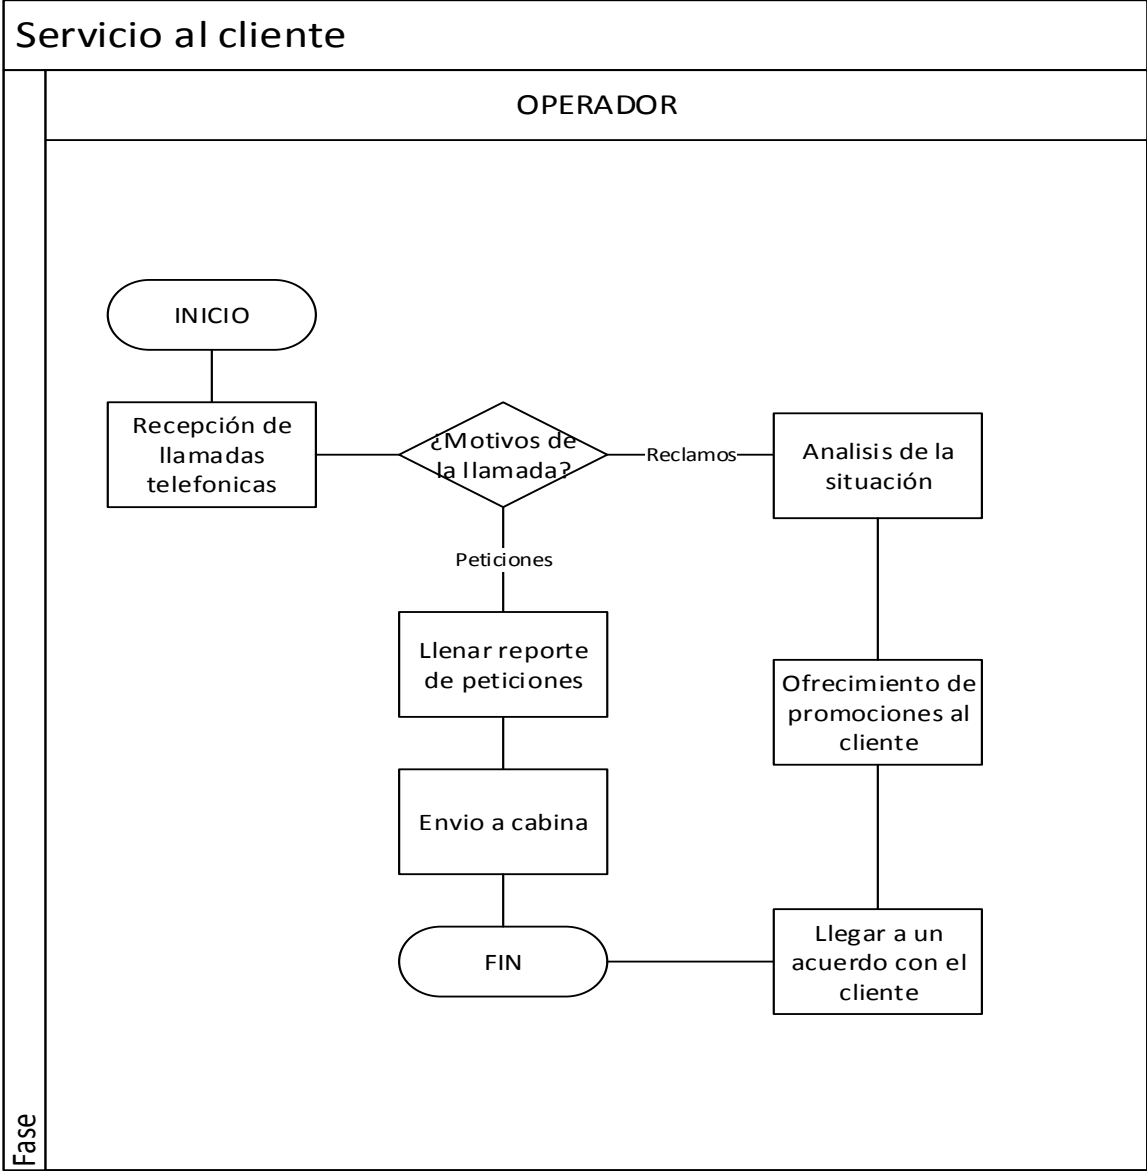 Servicio al cliente
OPERADOR
INICIO
Recepción de
llamadas
telefonicas
¿Motivos de
la llamada?
Reclamos
Analisis de la
situación
Peticiones
Llenar reporte
de peticiones
Ofrecimiento de
promociones al
cliente
Envio a cabina
Llegar a un
acuerdo con el
cliente
FIN
Fase